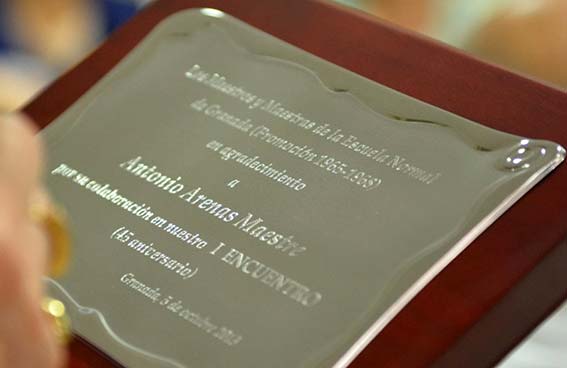 Los Maestros y Maestras de la Escuela Normal
de Granada (Promoción 1965-1968)
en agradecimiento
a
Antonio Arenas Maestre
por su colaboración en nuestro I ENCUENTRO
(45 aniversario)
Granada, 5 de octubre 2013